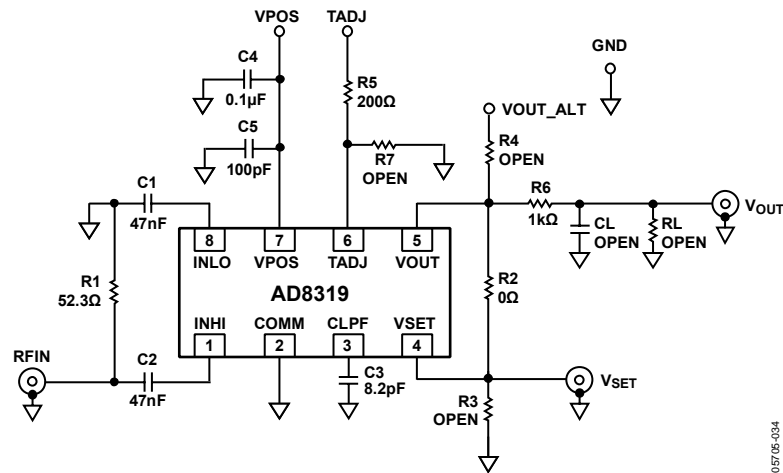 VPOS
TADJ
GND
C4
0.1µF
R5
200Ω
VOUT_ALT
C5
100pF
R7
OPEN
R4
OPEN
C1
47nF
R6
1kΩ
VOUT
CL
OPEN
RL
OPEN
8
7
6
5
INLO
VPOS
TADJ
VOUT
R1
52.3Ω
AD8319
R2
0Ω
INHI
COMM
CLPF
VSET
1
2
3
4
RFIN
C2
47nF
C3
8.2pF
VSET
R3
OPEN
05705-034